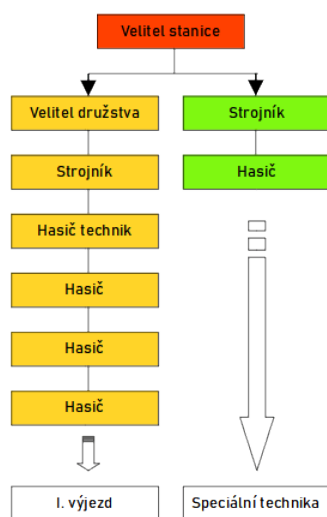 Velitel stanice
Velitel družstva
Strojník
Strojník
Hasič
Hasič technik
Hasič
Hasič
Hasič
I. výjezd
Speciální technika